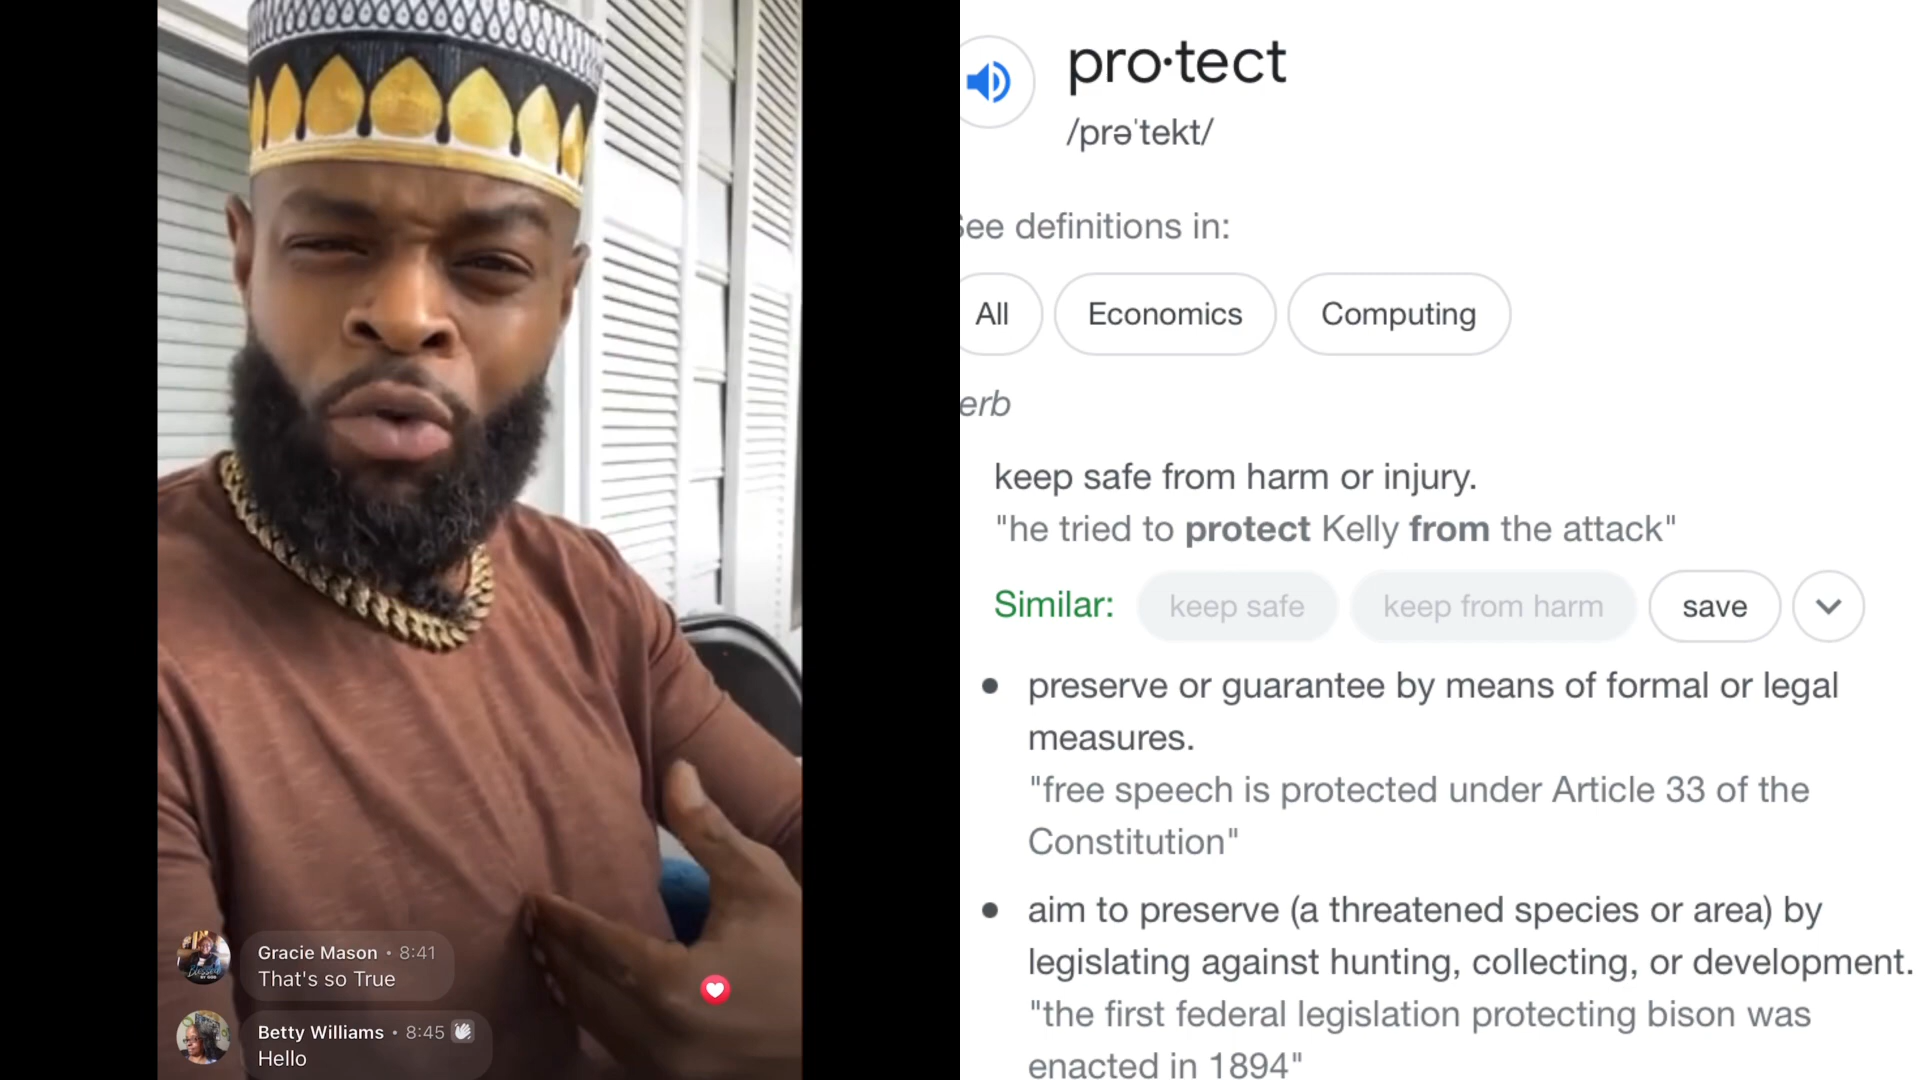 Gracie Mason • 8:41
That's so True
Betty Williams • 8:45
Hello
pro·tect
/prəˈtekt/
ee definitions in:
All
Economics
Computing
erb
keep safe from harm or injury.
"he tried to protect Kelly from the attack"
Similar: keep safe keep from harm save
• preserve or guarantee by means of formal or legal
measures.
"free speech is protected under Article 33 of the
Constitution"
• aim to preserve (a threatened species or area) by
legislating against hunting, collecting, or development.
"the first federal legislation protecting bison was
enacted in 1894"